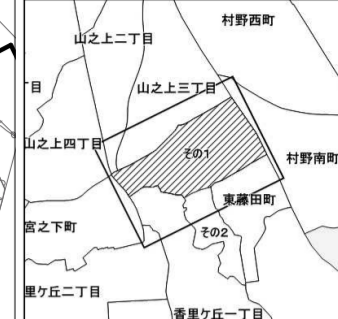 村野西町
山之上二丁目
丁目
山之上三丁目
山之上四丁目
その1
村野南町
東藤田町
宮之下町
その2
里ケ丘二丁目
香里ケ丘一丁目